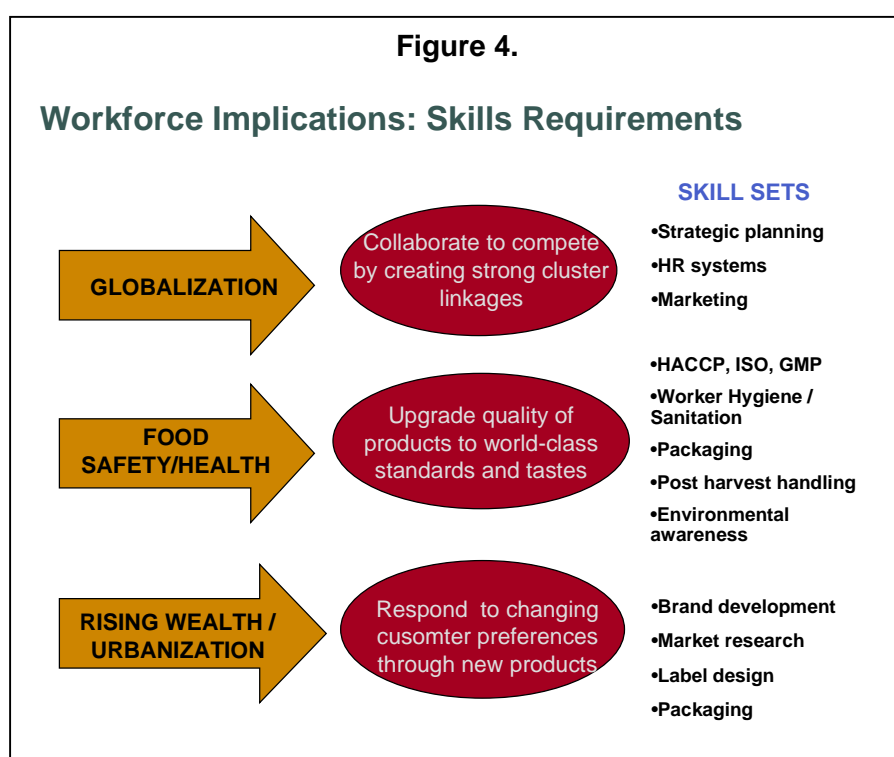 Figure 4.
Workforce Implications: Skills Requirements
GLOBALIZATION
Collaborate to compete
by creating strong cluster
linkages
SKILL SETS
•Strategic planning
•HR systems
•Marketing
FOOD
SAFETY/HEALTH
Upgrade quality of
products to world-class
standards and tastes
•HACCP, ISO, GMP
•Worker Hygiene /
Sanitation
•Packaging
•Post harvest handling
•Environmental
awareness
RISING WEALTH /
URBANIZATION
Respond to changing
cusomter preferences
through new products
•Brand development
•Market research
•Label design
•Packaging